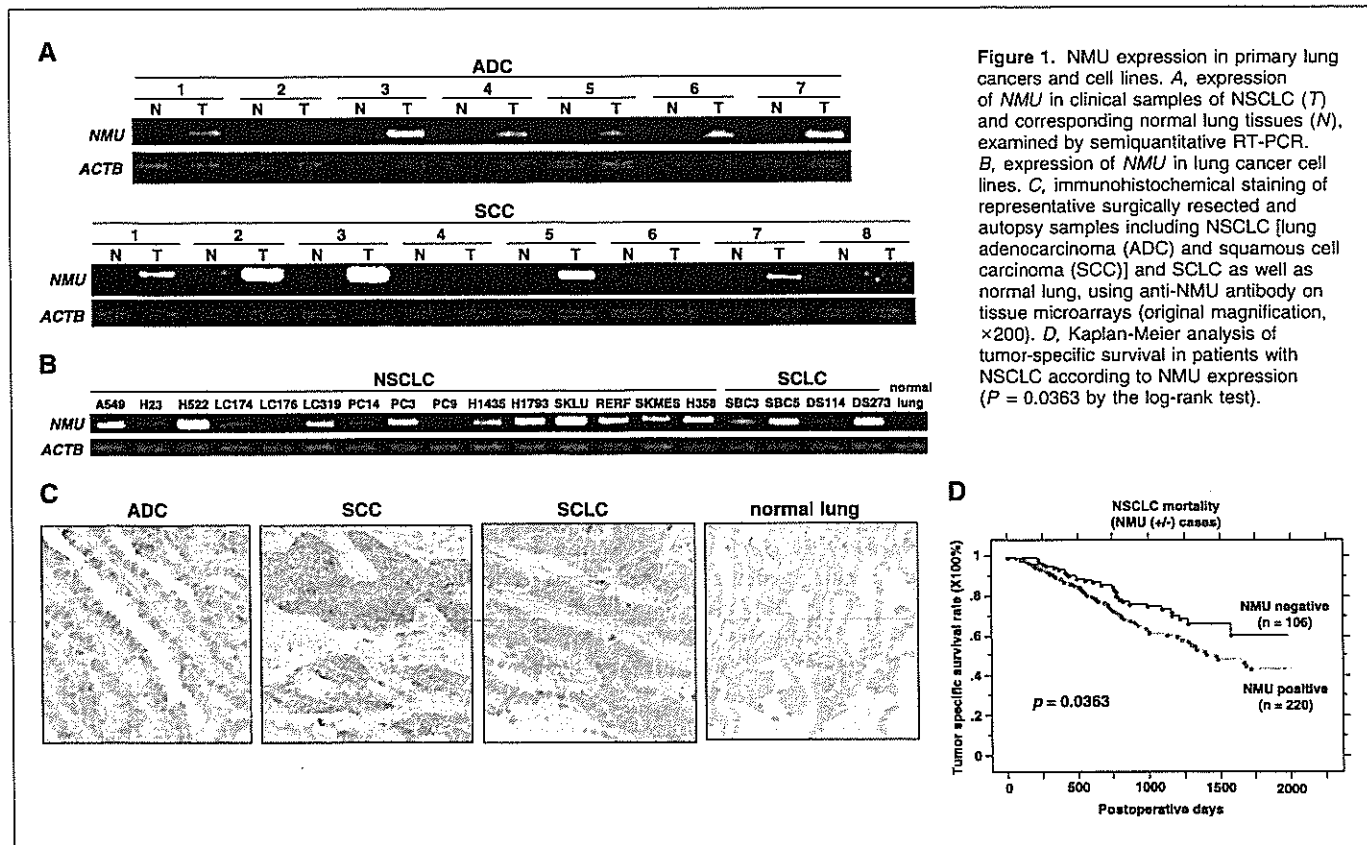 A
ADC
1 2 3 4 5 6 7
N T N T N T N T N T N T N T
NMU
ACTB
SCC
1 2 3 4 5 6 7 8
N T N T N T N T N T N T N T N T
NMU
ACTB
B
NSCLC SCLC normal
A549 H23 H522 LC174 LC176 LC319 PC14 PC3 PC9 H1435 H1793 SKLU RERF SKMES H358 SBC3 SBC5 DS114 DS273 lung
NMU
ACTB
Figure 1. NMU expression in primary lung
cancers and cell lines. A, expression
of NMU in clinical samples of NSCLC (T)
and corresponding normal lung tissues (N),
examined by semiquantitative RT-PCR.
B, expression of NMU in lung cancer cell
lines. C, immunohistochemical staining of
representative surgically resected and
autopsy samples including NSCLC [lung
adenocarcinoma (ADC) and squamous cell
carcinoma (SCC)] and SCLC as well as
normal lung, using anti-NMU antibody on
tissue microarrays (original magnification,
×200). D, Kaplan-Meier analysis of
tumor-specific survival in patients with
NSCLC according to NMU expression
(P = 0.0363 by the log-rank test).
C
ADC SCC SCLC normal lung
D
NSCLC mortality
(NMU (+/-) cases)
Tumor specific survival rate (X100%)
1
.8
.6
.4
.2
0
NMU negative
(n = 106)
NMU positive
(n = 220)
p = 0.0363
0 500 1000 1500 2000
Postoperative days